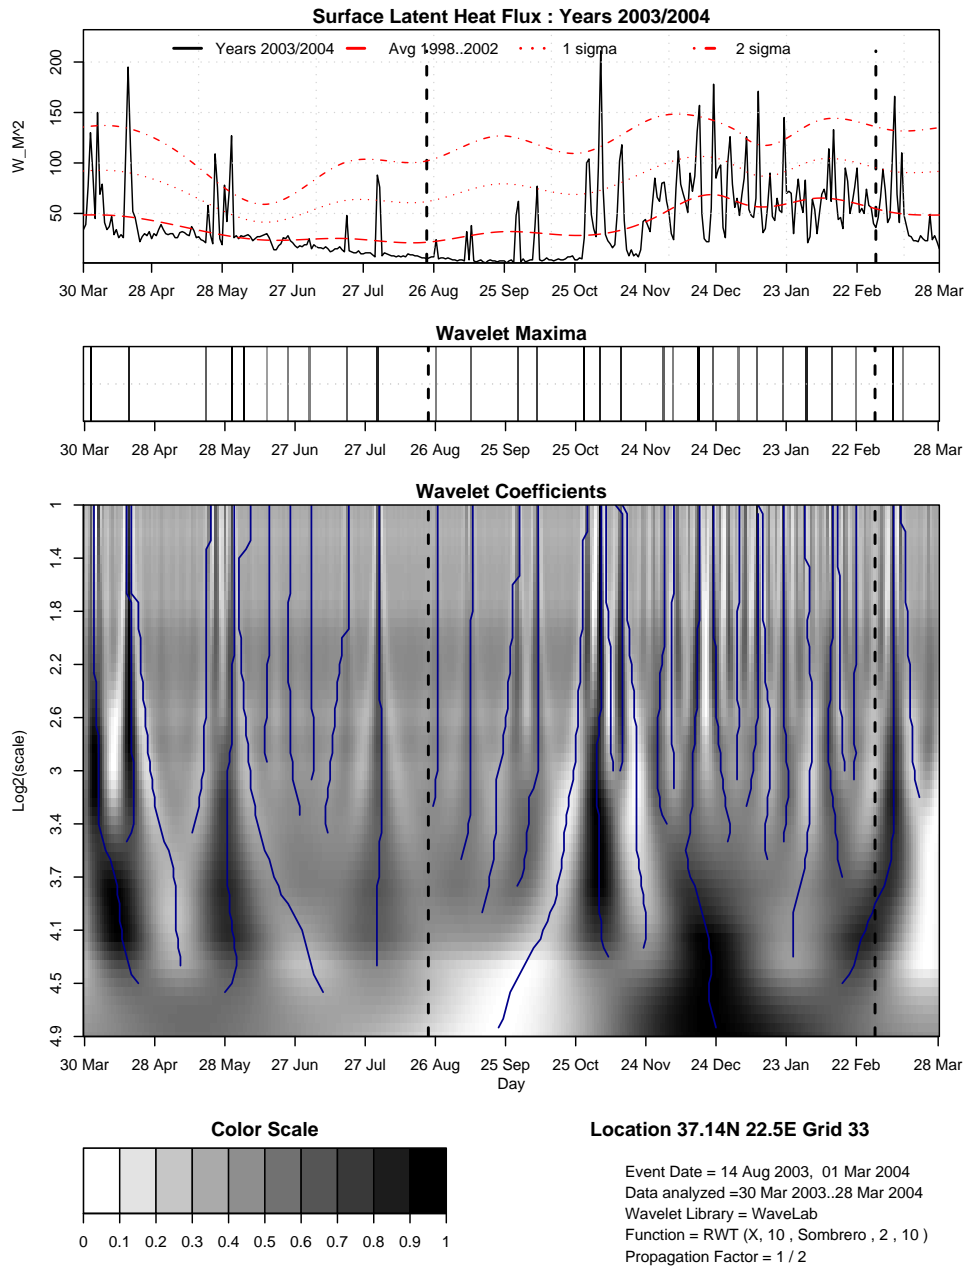 Surface Latent Heat Flux : Years 2003/2004
Years 2003/2004 Avg 1998..2002 1 sigma 2 sigma
W_M^2
200
150
100
50
30 Mar 28 Apr 28 May 27 Jun 27 Jul 26 Aug 25 Sep 25 Oct 24 Nov 24 Dec 23 Jan 22 Feb 28 Mar
Wavelet Maxima
30 Mar 28 Apr 28 May 27 Jun 27 Jul 26 Aug 25 Sep 25 Oct 24 Nov 24 Dec 23 Jan 22 Feb 28 Mar
Wavelet Coefficients
Log2(scale)
1
1.4
1.8
2.2
2.6
3
3.4
3.7
4.1
4.5
4.9
30 Mar 28 Apr 28 May 27 Jun 27 Jul 26 Aug 25 Sep 25 Oct 24 Nov 24 Dec 23 Jan 22 Feb 28 Mar
Day
Color Scale
0 0.1 0.2 0.3 0.4 0.5 0.6 0.7 0.8 0.9 1
Location 37.14N 22.5E Grid 33
Event Date = 14 Aug 2003, 01 Mar 2004
Data analyzed =30 Mar 2003..28 Mar 2004
Wavelet Library = WaveLab
Function = RWT (X, 10 , Sombrero , 2 , 10 )
Propagation Factor = 1 / 2